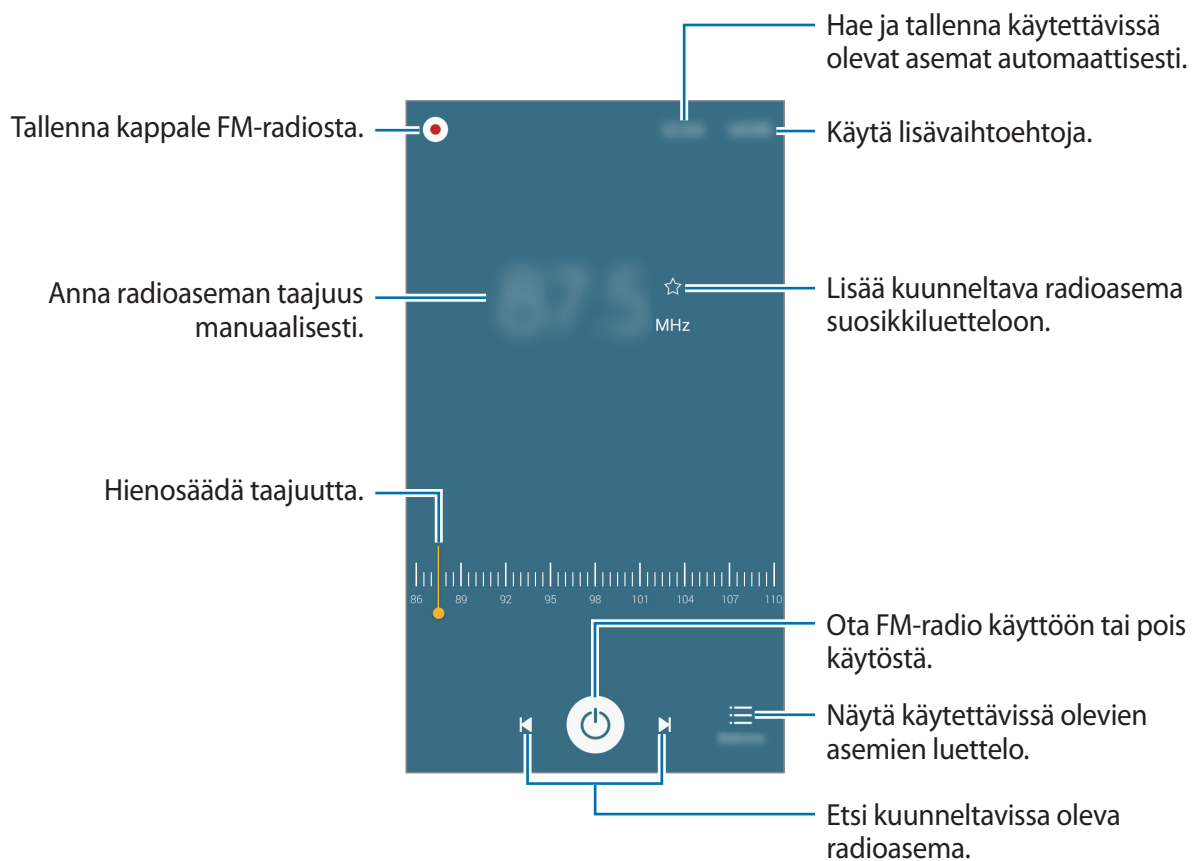 Hae ja tallenna käytettävissä
olevat asemat automaattisesti.
Tallenna kappale FM-radiosta.
Käytä lisävaihtoehtoja.
Anna radioaseman taajuus
manuaalisesti.
Lisää kuunneltava radioasema
suosikkiluetteloon.
MHz
Hienosäädä taajuutta.
86 89 92 95 98 101 104 107 110
Ota FM-radio käyttöön tai pois
käytöstä.
Näytä käytettävissä olevien
asemien luettelo.
Etsi kuunneltavissa oleva
radioasema.